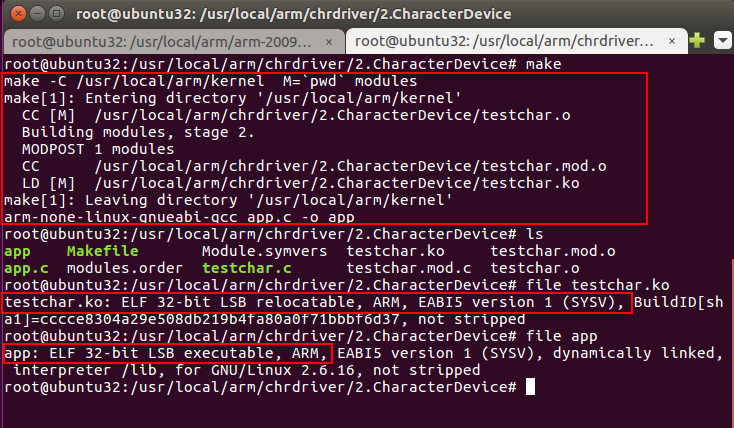 root@ubuntu32: /usr/local/arm/chrdriver/2.CharacterDevice
root@ubuntu32: /usr/local/arm/arm-2009... × root@ubuntu32: /usr/local/arm/chrdriver... ×
root@ubuntu32:/usr/local/arm/chrdriver/2.CharacterDevice# make
make -C /usr/local/arm/kernel  M=`pwd` modules
make[1]: Entering directory '/usr/local/arm/kernel'
  CC [M]  /usr/local/arm/chrdriver/2.CharacterDevice/testchar.o
  Building modules, stage 2.
  MODPOST 1 modules
  CC      /usr/local/arm/chrdriver/2.CharacterDevice/testchar.mod.o
  LD [M]  /usr/local/arm/chrdriver/2.CharacterDevice/testchar.ko
make[1]: Leaving directory '/usr/local/arm/kernel'
arm-none-linux-gnueabi-gcc app.c -o app
root@ubuntu32:/usr/local/arm/chrdriver/2.CharacterDevice# ls
app    Makefile       Module.symvers  testchar.ko     testchar.mod.o
app.c  modules.order  testchar.c      testchar.mod.c  testchar.o
root@ubuntu32:/usr/local/arm/chrdriver/2.CharacterDevice# file testchar.ko
testchar.ko: ELF 32-bit LSB relocatable, ARM, EABI5 version 1 (SYSV), BuildID[sh
a1]=cccce8304a29e508db219b4fa80a0f71bbbf6d37, not stripped
root@ubuntu32:/usr/local/arm/chrdriver/2.CharacterDevice# file app
app: ELF 32-bit LSB executable, ARM, EABI5 version 1 (SYSV), dynamically linked,
 interpreter /lib, for GNU/Linux 2.6.16, not stripped
root@ubuntu32:/usr/local/arm/chrdriver/2.CharacterDevice#